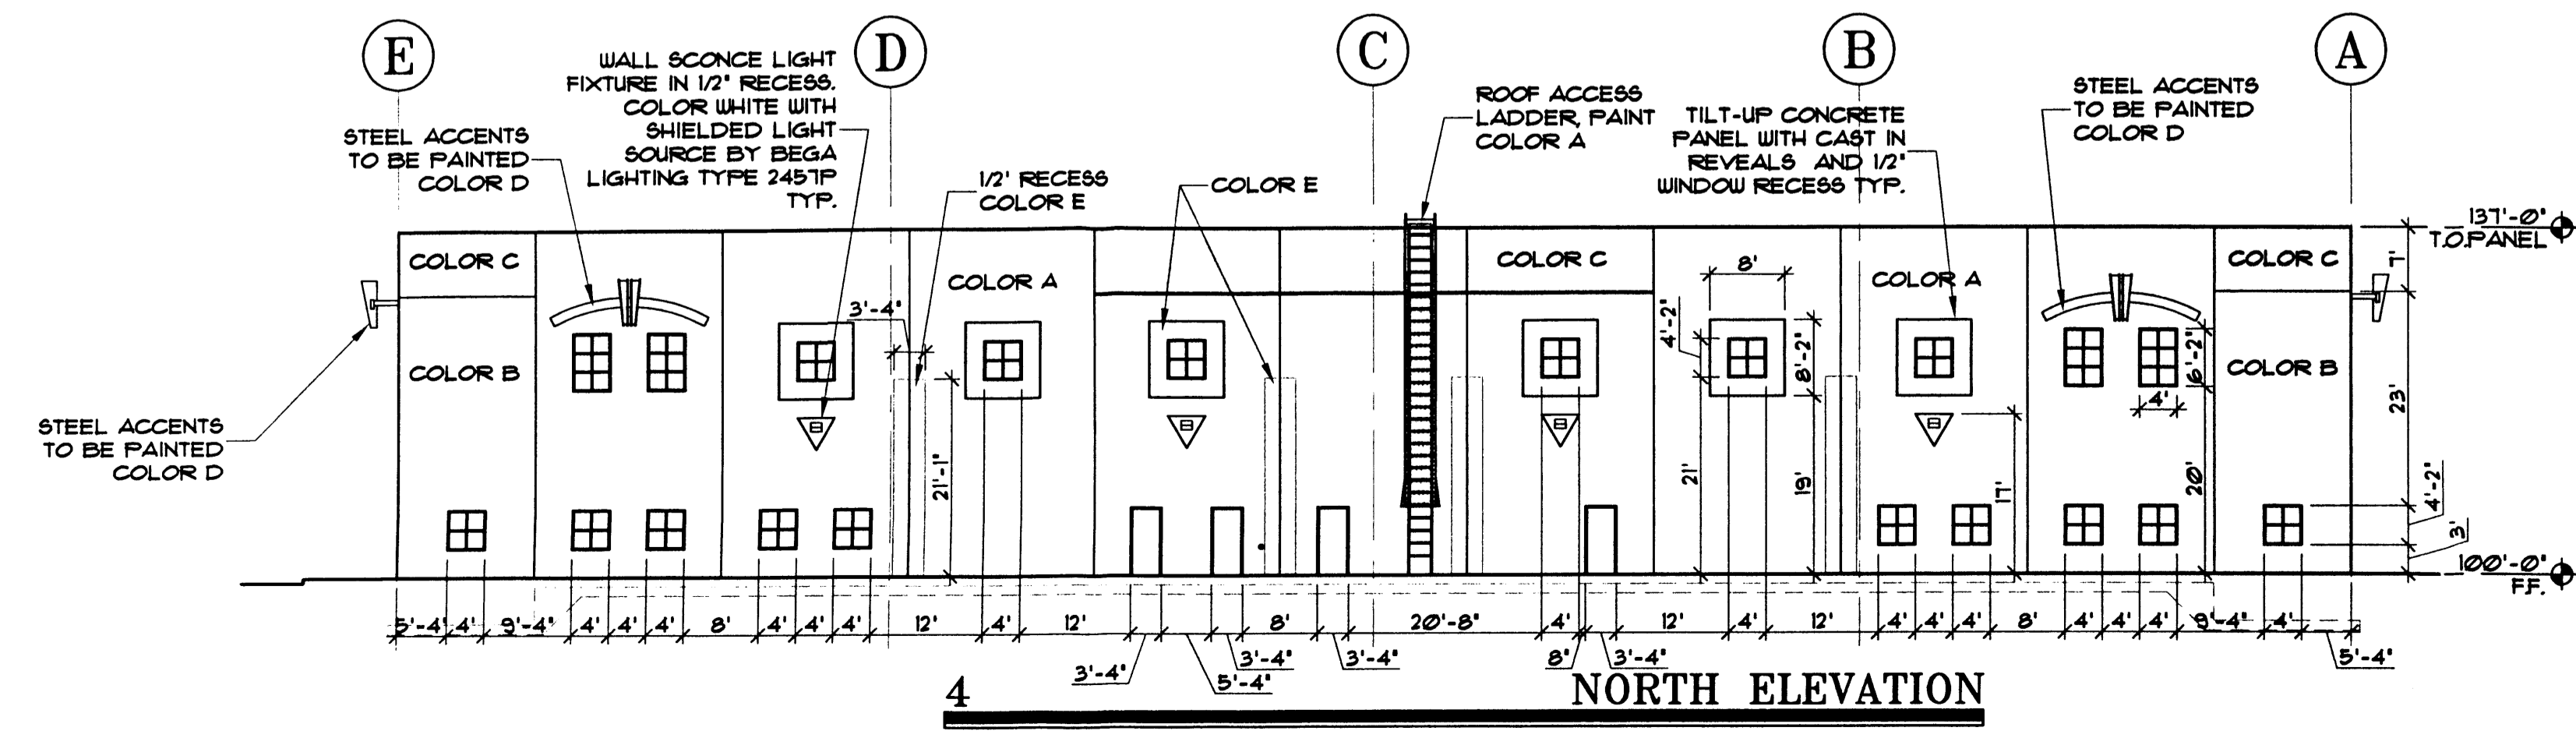 E
D
C
B
A
WALL SCONCE LIGHT
FIXTURE IN 1/2" RECESS.
COLOR WHITE WITH
SHIELDED LIGHT
SOURCE BY BEGA
LIGHTING TYPE 2457P
TYP.
STEEL ACCENTS
TO BE PAINTED
COLOR D
1/2' RECESS
COLOR E
COLOR E
ROOF ACCESS
LADDER, PAINT
COLOR A
TILT-UP CONCRETE
PANEL WITH CAST IN
REVEALS AND 1/2"
WINDOW RECESS TYP.
STEEL ACCENTS
TO BE PAINTED
COLOR D
137'-0"
T.O.PANEL
COLOR C
COLOR A
COLOR C
COLOR A
COLOR C
8'
7'
3'-4"
4'-2"
8'-2"
6'-2"
4'
23'
COLOR B
COLOR B
STEEL ACCENTS
TO BE PAINTED
COLOR D
21'-1"
21'
19'
17'
20'
4'-2"
3'
100'-0"
F.F.
5'-4" 4' 9'-4" 4' 4' 4' 8' 4' 4' 4' 12' 4' 12' 8' 20'-8" 4' 12' 4' 12' 4' 4' 4' 8' 4' 4' 4' 9'-4" 4'
3'-4" 5'-4" 3'-4" 3'-4" 8" 3'-4" 5'-4"
4 NORTH ELEVATION